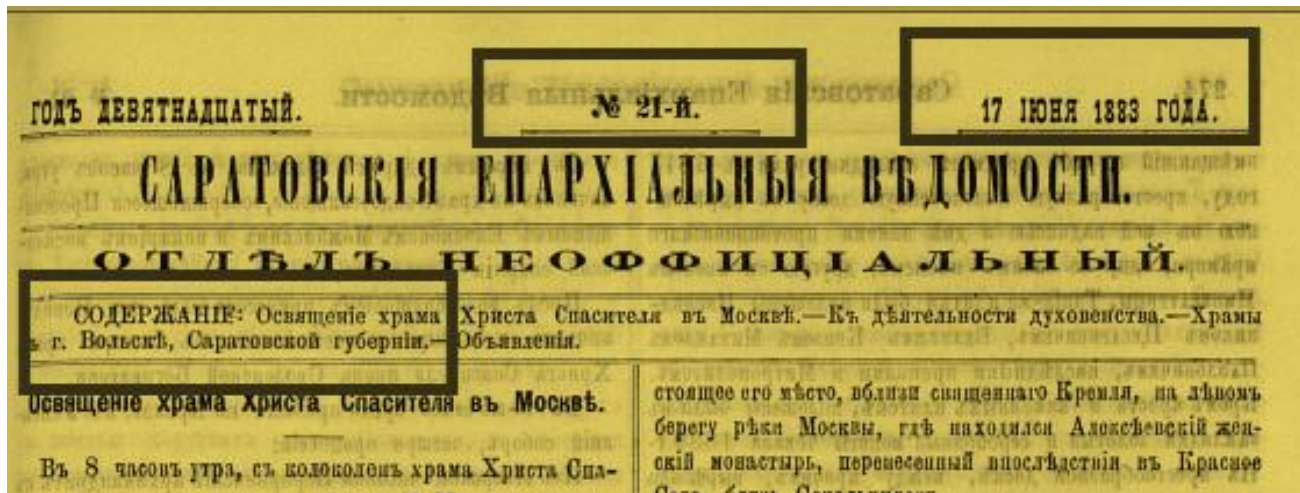 ГОДЪ ДЕВЯТНАДЦАТЫЙ.
№ 21-й.
17 ІЮНЯ 1883 ГОДА.
САРАТОВСКІЯ ЕПАРХІАЛЬНЫЯ ВѢДОМОСТИ.
ОТДѢЛЪ НЕОФФИЦІАЛЬНЫЙ.
СОДЕРЖАНІЕ: Освященіе храма Христа Спасителя въ Москвѣ.—Къ дѣятельности духовенства.—Храмы
г. Вольскѣ, Саратовской губерніи.—Объявленія.
Освященіе храма Христа Спасителя въ Москвѣ.
Въ 8 часовъ утра, съ колоколенъ храма Христа Спа-
стоящее его мѣсто, вблизи священнаго Кремля, на лѣвомъ
берегу рѣки Москвы, гдѣ находился Алексѣевскій жен-
скій монастырь, перенесенный впослѣдствіи въ Красное